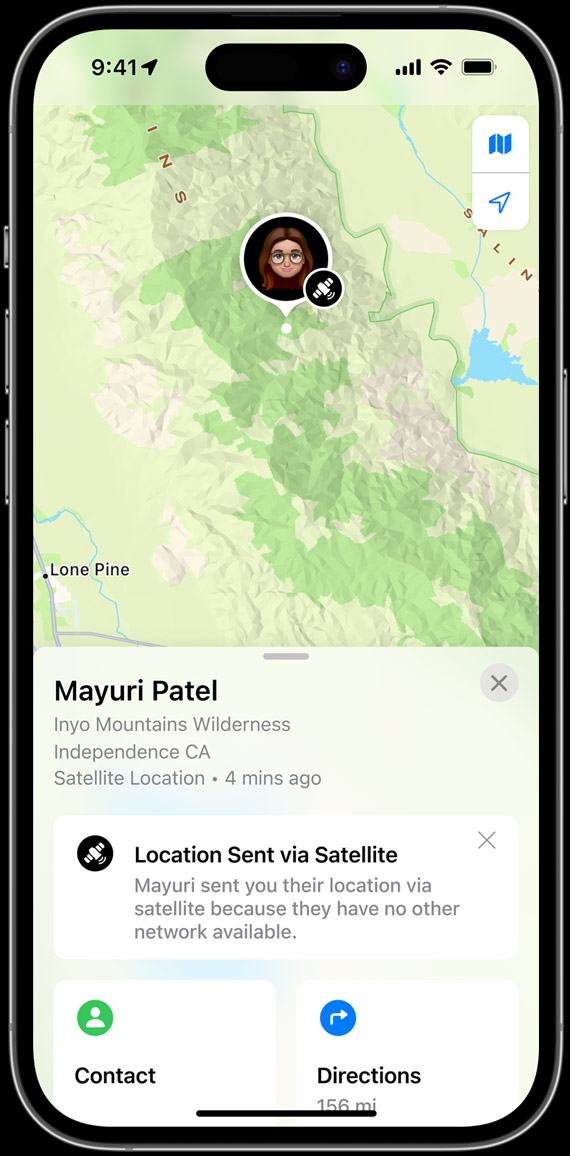 9:41
INS
SALIN
Lone Pine
Mayuri Patel
Inyo Mountains Wilderness
Independence CA
Satellite Location • 4 mins ago
Location Sent via Satellite
Mayuri sent you their location via
satellite because they have no other
network available.
Contact
Directions
156 mi